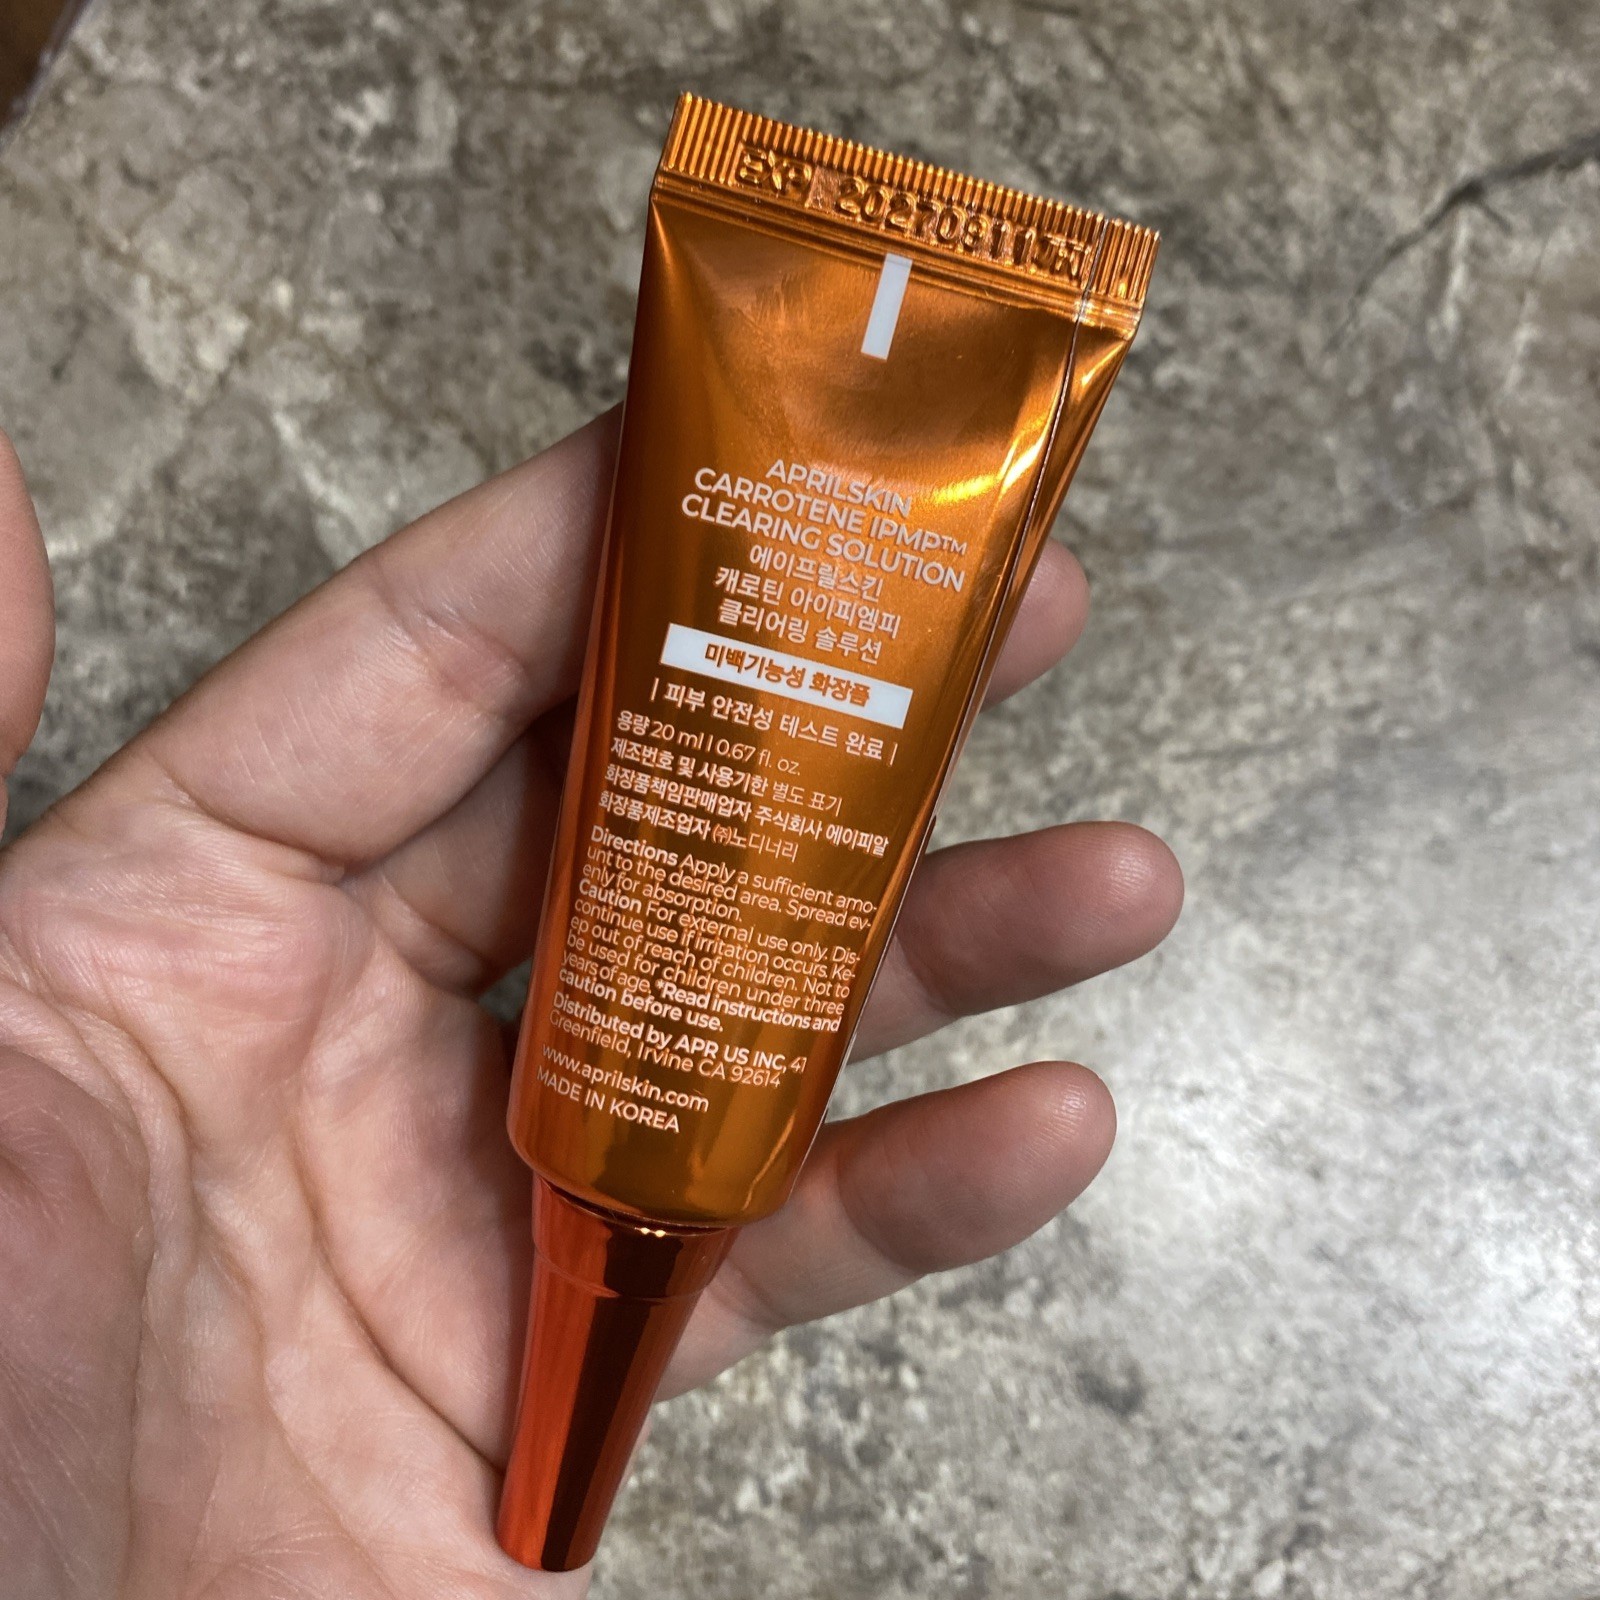 EXP 20270811
APRILSKIN
CARROTENE IPMP™
CLEARING SOLUTION
에이프릴스킨
캐로틴 아이피엠피
클리어링 솔루션
미백기능성 화장품
| 피부 안전성 테스트 완료 |
용량 20 ml | 0.67 fl. oz.
제조번호 및 사용기한 별도 표기
화장품책임판매업자 주식회사 에이피알
화장품제조업자 ㈜노디너리
Directions Apply a sufficient amo-
unt to the desired area. Spread ev-
enly for absorption.
Caution For external use only. Dis-
continue use if irritation occurs. Ke-
ep out of reach of children. Not to
be used for children under three
years of age. *Read instructions and
caution before use.
Distributed by APR US INC, 41
Greenfield, Irvine CA 92614
www.aprilskin.com
MADE IN KOREA